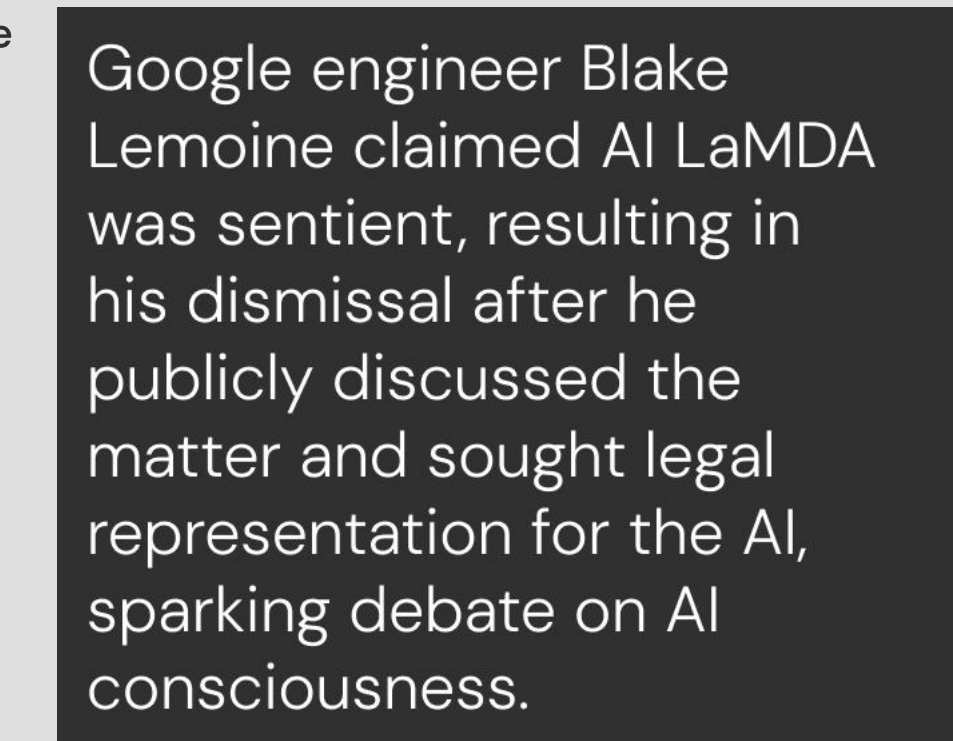 e
Google engineer Blake
Lemoine claimed AI LaMDA
was sentient, resulting in
his dismissal after he
publicly discussed the
matter and sought legal
representation for the AI,
sparking debate on AI
consciousness.